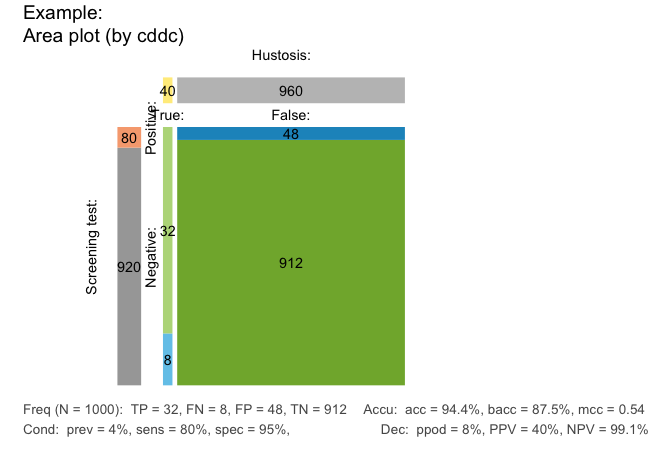 Example:
Area plot (by cddc)
Hustosis:
40
960
True:
False:
Screening test:
Positive:
Negative:
80
920
48
32
912
8
Freq (N = 1000):  TP = 32, FN = 8, FP = 48, TN = 912
Accu:  acc = 94.4%, bacc = 87.5%, mcc = 0.54
Cond:  prev = 4%, sens = 80%, spec = 95%,
Dec:  ppod = 8%, PPV = 40%, NPV = 99.1%